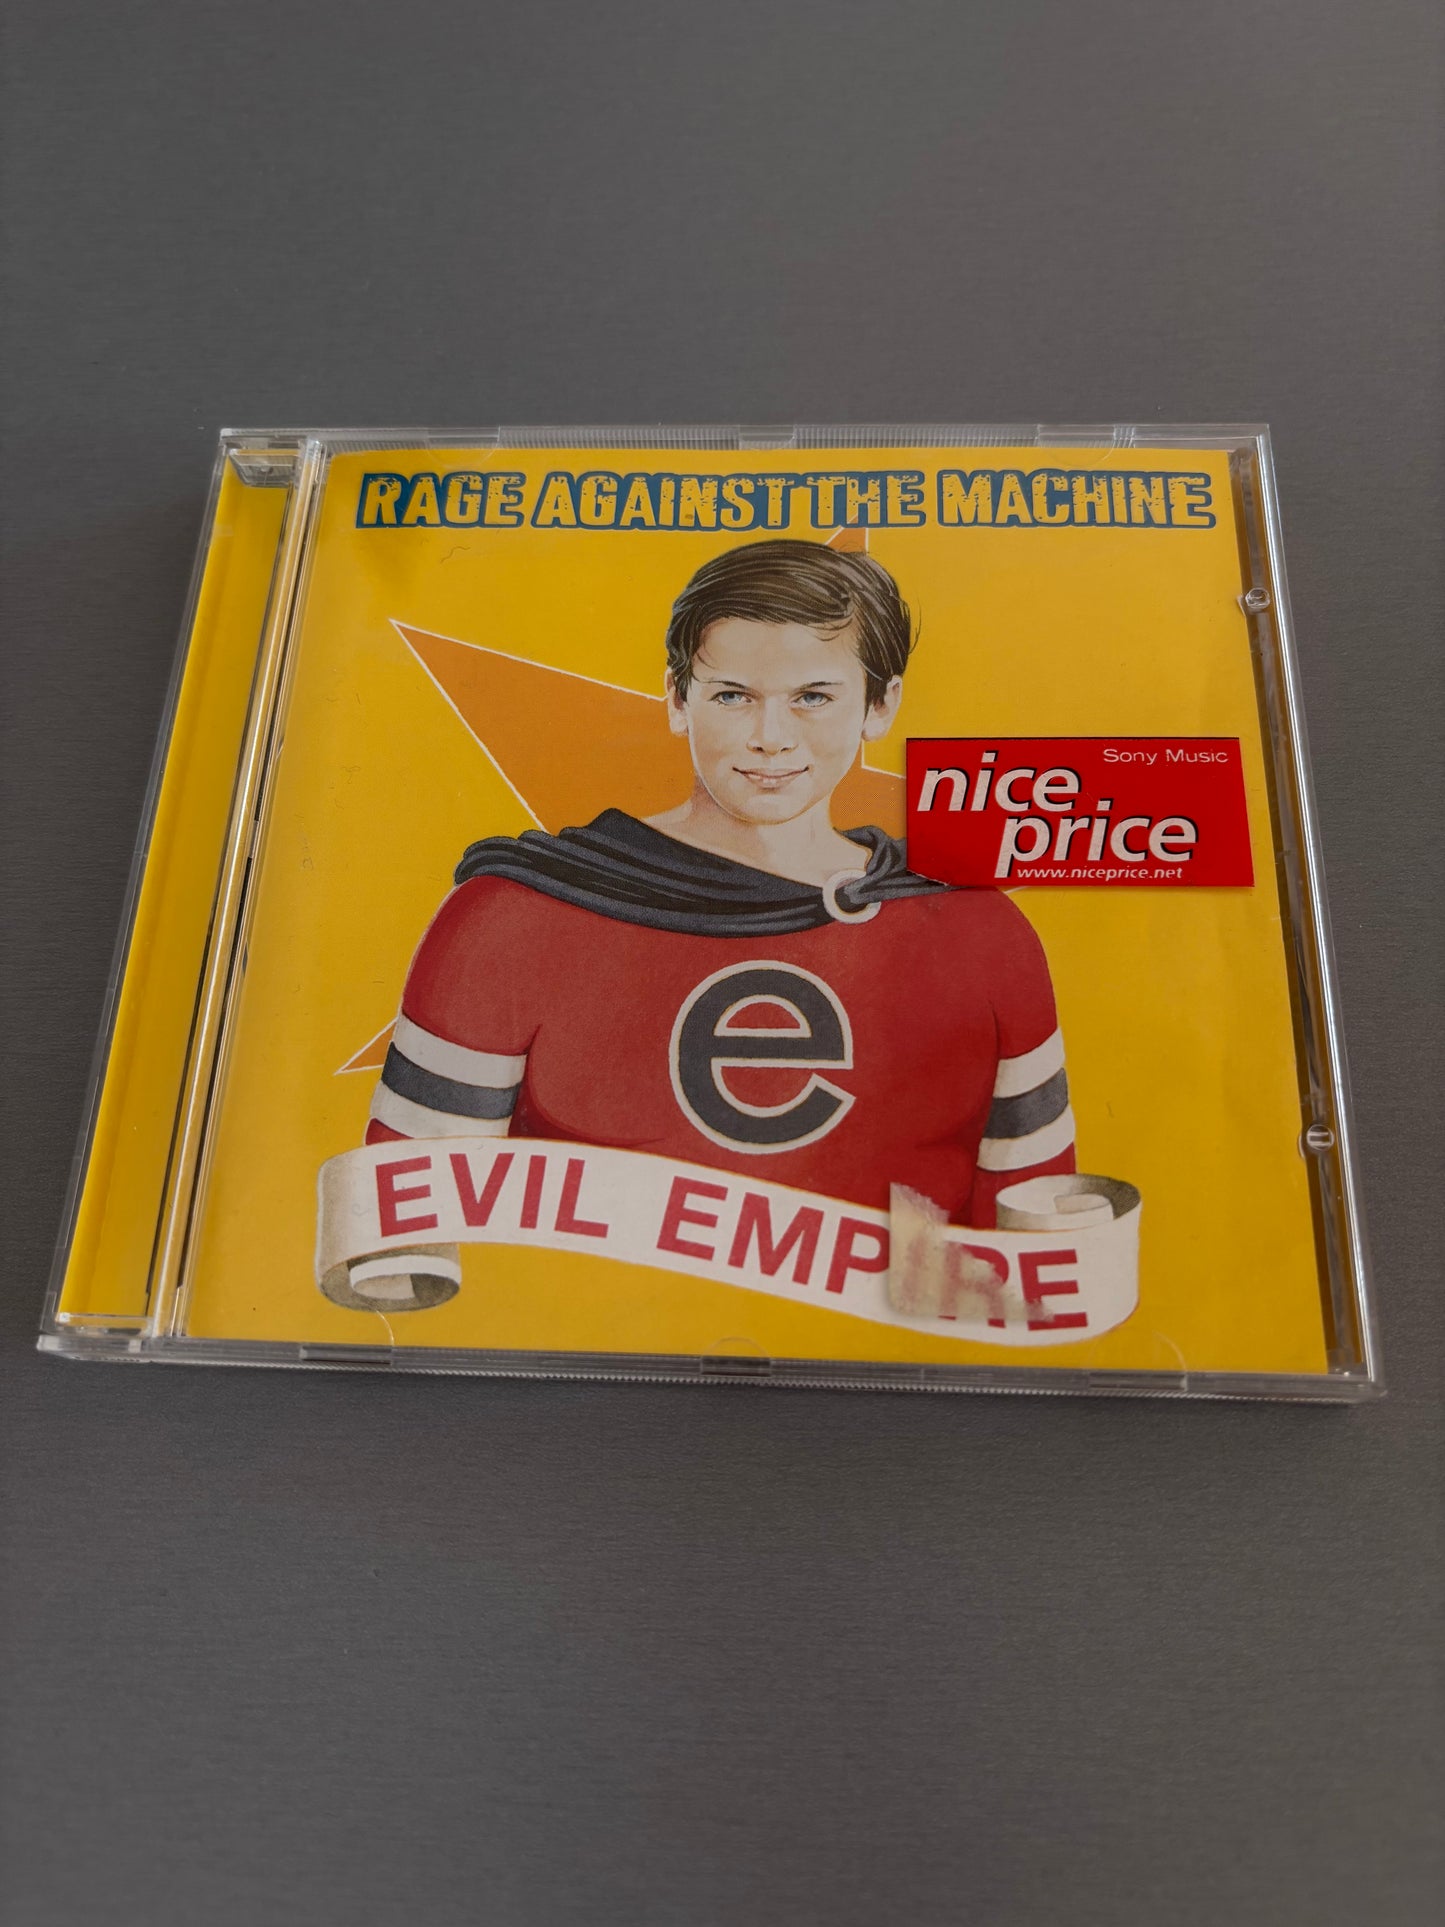 RAGE AGAINST THE MACHINE
Sony Music
nice
price
www.niceprice.net
e
EVIL EMPIRE